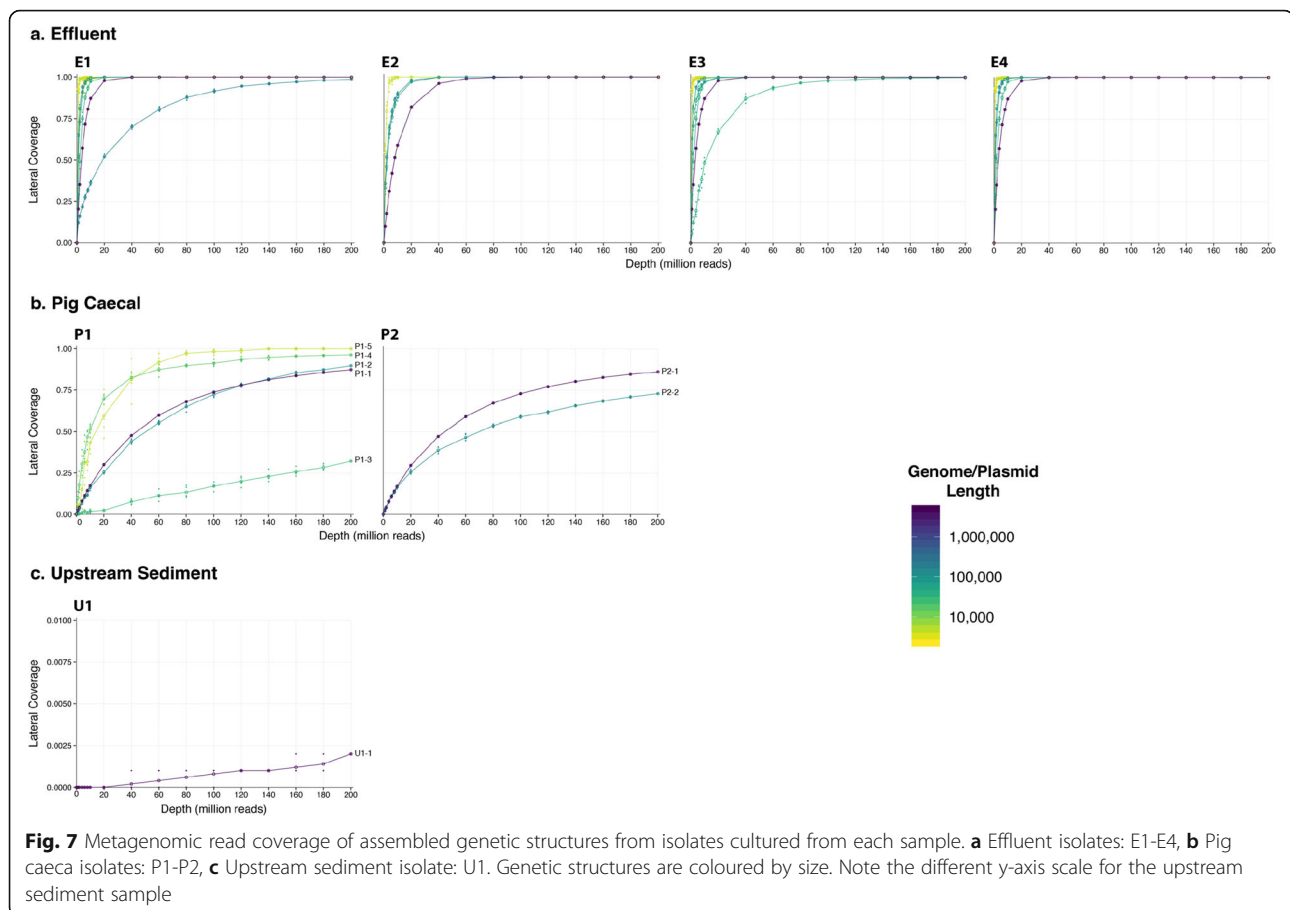 a. Effluent
E1 E2 E3 E4
Lateral Coverage
1.00
0.75
0.50
0.25
0.00
0 20 40 60 80 100 120 140 160 180 200 0 20 40 60 80 100 120 140 160 180 200 0 20 40 60 80 100 120 140 160 180 200 0 20 40 60 80 100 120 140 160 180 200
Depth (million reads)
b. Pig Caecal
P1 P2
Lateral Coverage
1.00
0.75
0.50
0.25
0.00
P1-5
P1-4
P1-2
P1-1
P1-3
P2-1
P2-2
0 20 40 60 80 100 120 140 160 180 200 0 20 40 60 80 100 120 140 160 180 200
Depth (million reads)
Genome/Plasmid
Length
1,000,000
100,000
10,000
c. Upstream Sediment
U1
Lateral Coverage
0.0100
0.0075
0.0050
0.0025
0.0000
U1-1
0 20 40 60 80 100 120 140 160 180 200
Depth (million reads)
Fig. 7 Metagenomic read coverage of assembled genetic structures from isolates cultured from each sample. a Effluent isolates: E1-E4, b Pig
caeca isolates: P1-P2, c Upstream sediment isolate: U1. Genetic structures are coloured by size. Note the different y-axis scale for the upstream
sediment sample